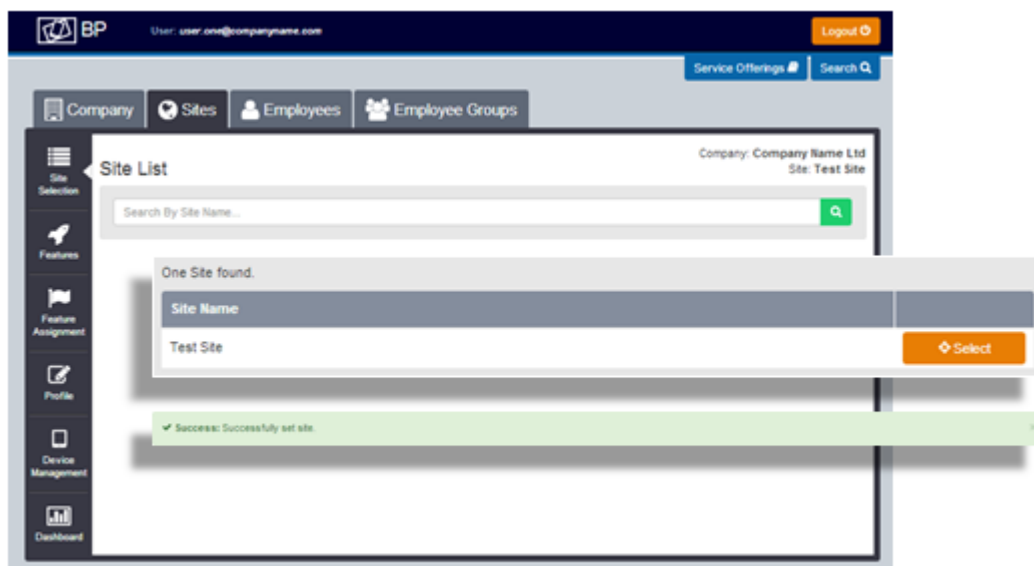 BP
User: user.one@companyname.com
Logout
Service Offerings
Search
Company
Sites
Employees
Employee Groups
Site
Selection
Site List
Company: Company Name Ltd
Site: Test Site
Search By Site Name...
Features
One Site found.
Site Name
Feature
Assignment
Test Site
Select
Profile
Success: Successfully set site.
Device
Management
Dashboard